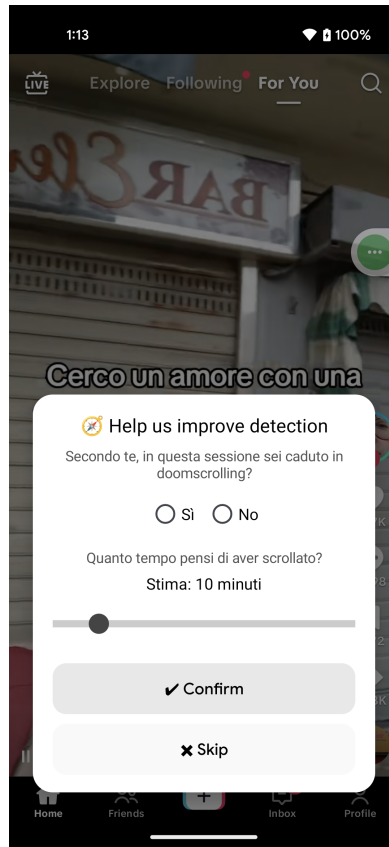 1:13
100%
LIVE
Explore
Following
For You
BAR Ele
Cerco un amore con una
Help us improve detection
Secondo te, in questa sessione sei caduto in
doomscrolling?
Sì
No
Quanto tempo pensi di aver scrollato?
Stima: 10 minuti
✔ Confirm
✖ Skip
Home
Friends
Inbox
Profile